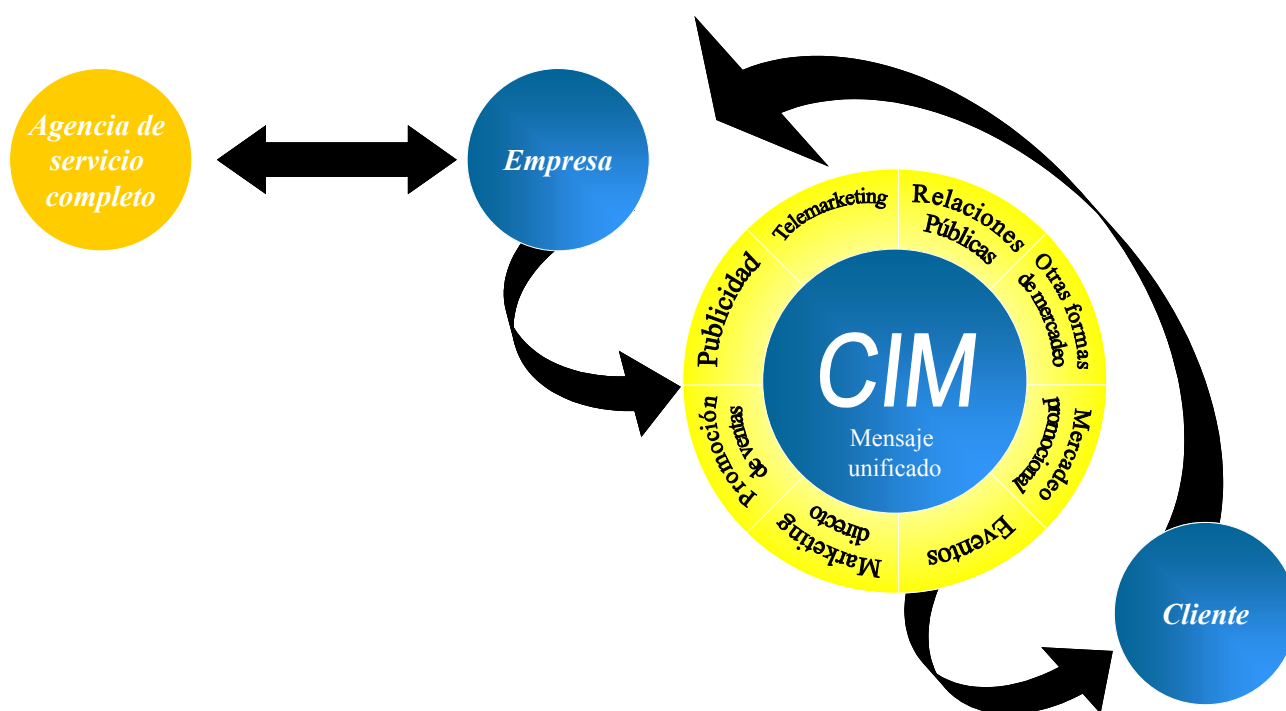 Agencia de
servicio
completo
Empresa
Telemarketing
Relaciones
Públicas
Otras formas
de mercadeo
Mercadeo
promocional
Eventos
Marketing
directo
Promoción
de ventas
Publicidad
CIM
Mensaje
unificado
Cliente